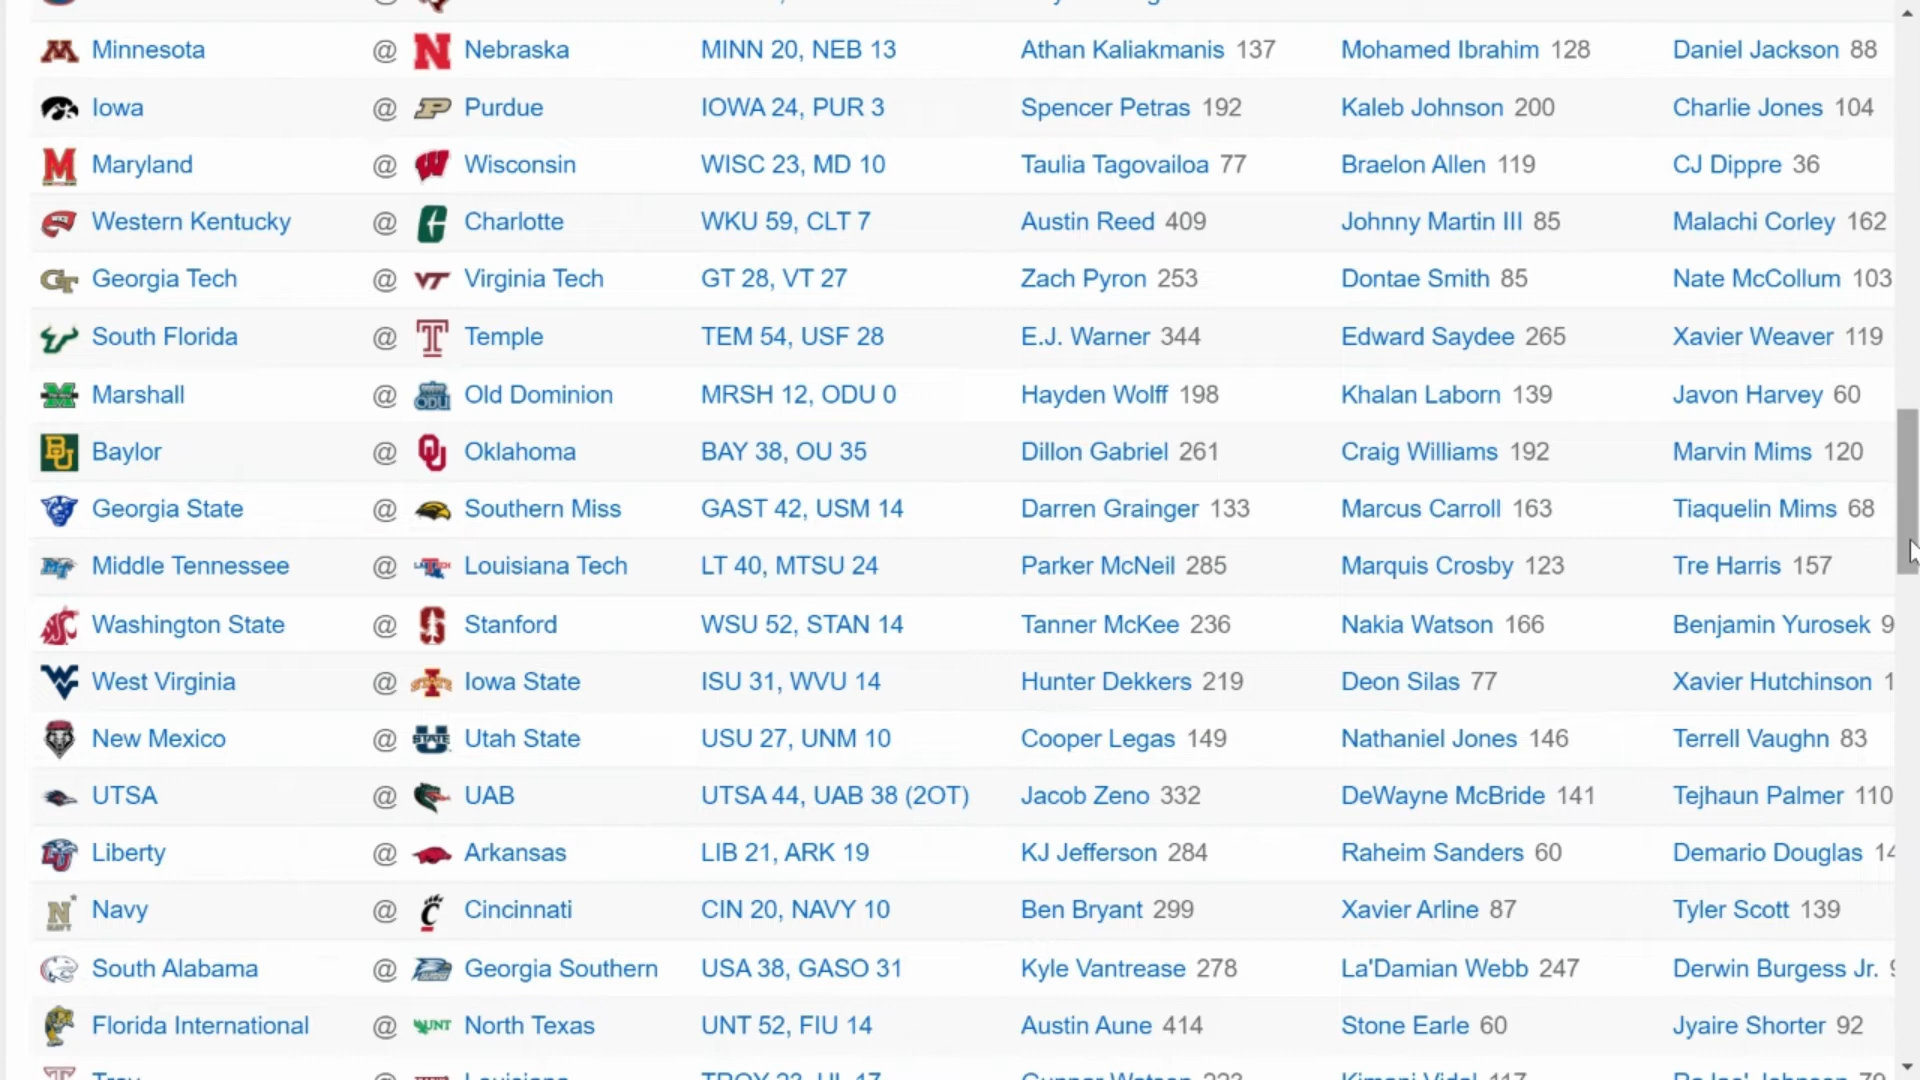 Minnesota @ Nebraska MINN 20, NEB 13 Athan Kaliakmanis 137 Mohamed Ibrahim 128 Daniel Jackson 88
Iowa @ Purdue IOWA 24, PUR 3 Spencer Petras 192 Kaleb Johnson 200 Charlie Jones 104
Maryland @ Wisconsin WISC 23, MD 10 Taulia Tagovailoa 77 Braelon Allen 119 CJ Dippre 36
Western Kentucky @ Charlotte WKU 59, CLT 7 Austin Reed 409 Johnny Martin III 85 Malachi Corley 162
Georgia Tech @ Virginia Tech GT 28, VT 27 Zach Pyron 253 Dontae Smith 85 Nate McCollum 103
South Florida @ Temple TEM 54, USF 28 E.J. Warner 344 Edward Saydee 265 Xavier Weaver 119
Marshall @ Old Dominion MRSH 12, ODU 0 Hayden Wolff 198 Khalan Laborn 139 Javon Harvey 60
Baylor @ Oklahoma BAY 38, OU 35 Dillon Gabriel 261 Craig Williams 192 Marvin Mims 120
Georgia State @ Southern Miss GAST 42, USM 14 Darren Grainger 133 Marcus Carroll 163 Tiaquelin Mims 68
Middle Tennessee @ Louisiana Tech LT 40, MTSU 24 Parker McNeil 285 Marquis Crosby 123 Tre Harris 157
Washington State @ Stanford WSU 52, STAN 14 Tanner McKee 236 Nakia Watson 166 Benjamin Yurosek 9
West Virginia @ Iowa State ISU 31, WVU 14 Hunter Dekkers 219 Deon Silas 77 Xavier Hutchinson 1
New Mexico @ Utah State USU 27, UNM 10 Cooper Legas 149 Nathaniel Jones 146 Terrell Vaughn 83
UTSA @ UAB UTSA 44, UAB 38 (2OT) Jacob Zeno 332 DeWayne McBride 141 Tejhaun Palmer 110
Liberty @ Arkansas LIB 21, ARK 19 KJ Jefferson 284 Raheim Sanders 60 Demario Douglas 14
Navy @ Cincinnati CIN 20, NAVY 10 Ben Bryant 299 Xavier Arline 87 Tyler Scott 139
South Alabama @ Georgia Southern USA 38, GASO 31 Kyle Vantrease 278 La'Damian Webb 247 Derwin Burgess Jr.
Florida International @ North Texas UNT 52, FIU 14 Austin Aune 414 Stone Earle 60 Jyaire Shorter 92